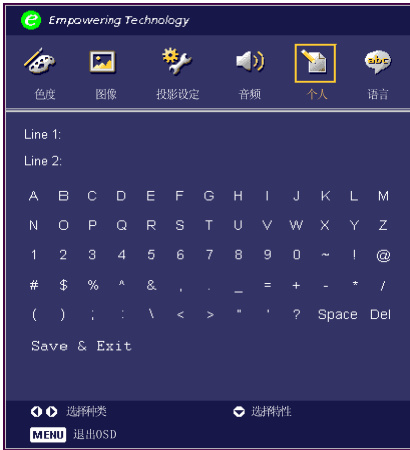 e Empowering Technology
色度 图像 投影设定 音频 个人 语言
Line 1:
Line 2:
A B C D E F G H I J K L M
N O P Q R S T U V W X Y Z
1 2 3 4 5 6 7 8 9 0 ~ ! @
# $ % ^ & , . _ = + - * /
( ) ; : \ < > " ' ? Space Del
Save & Exit
选择种类 选择特性
MENU 退出OSD